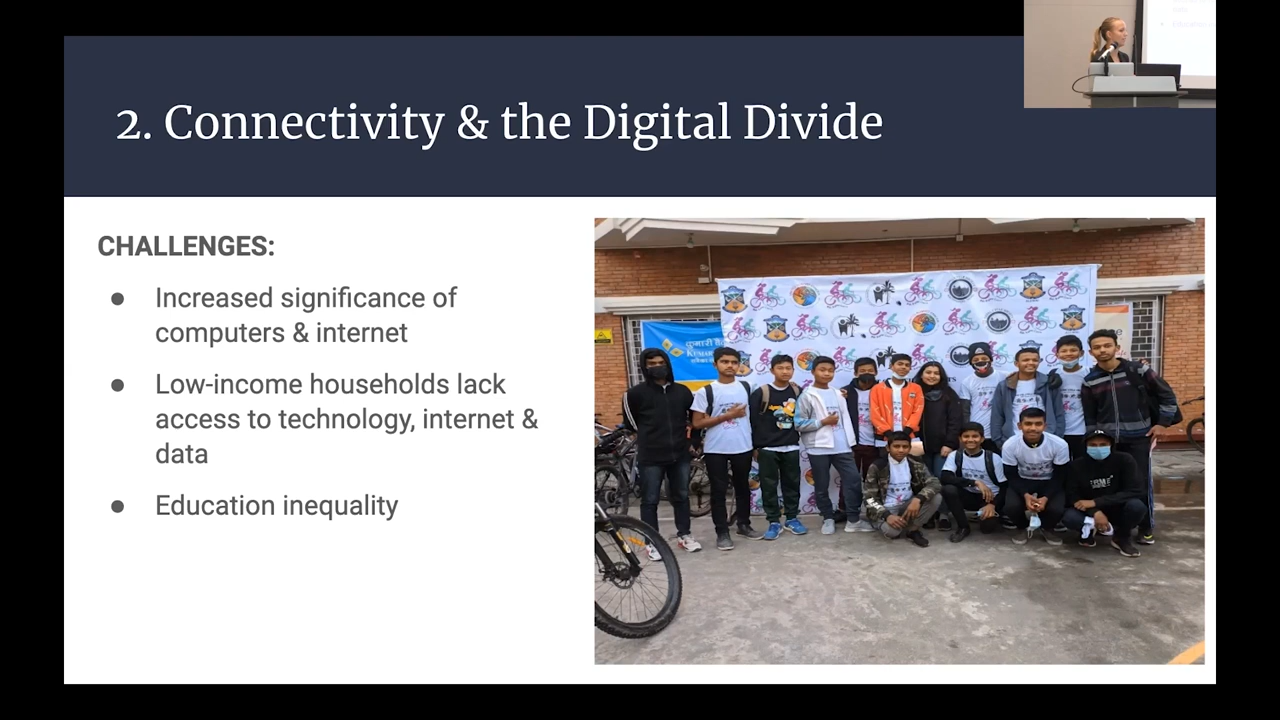 2. Connectivity & the Digital Divide
CHALLENGES:
● Increased significance of
computers & internet
● Low-income households lack
access to technology, internet &
data
● Education inequality
कुमारी
KUMAR